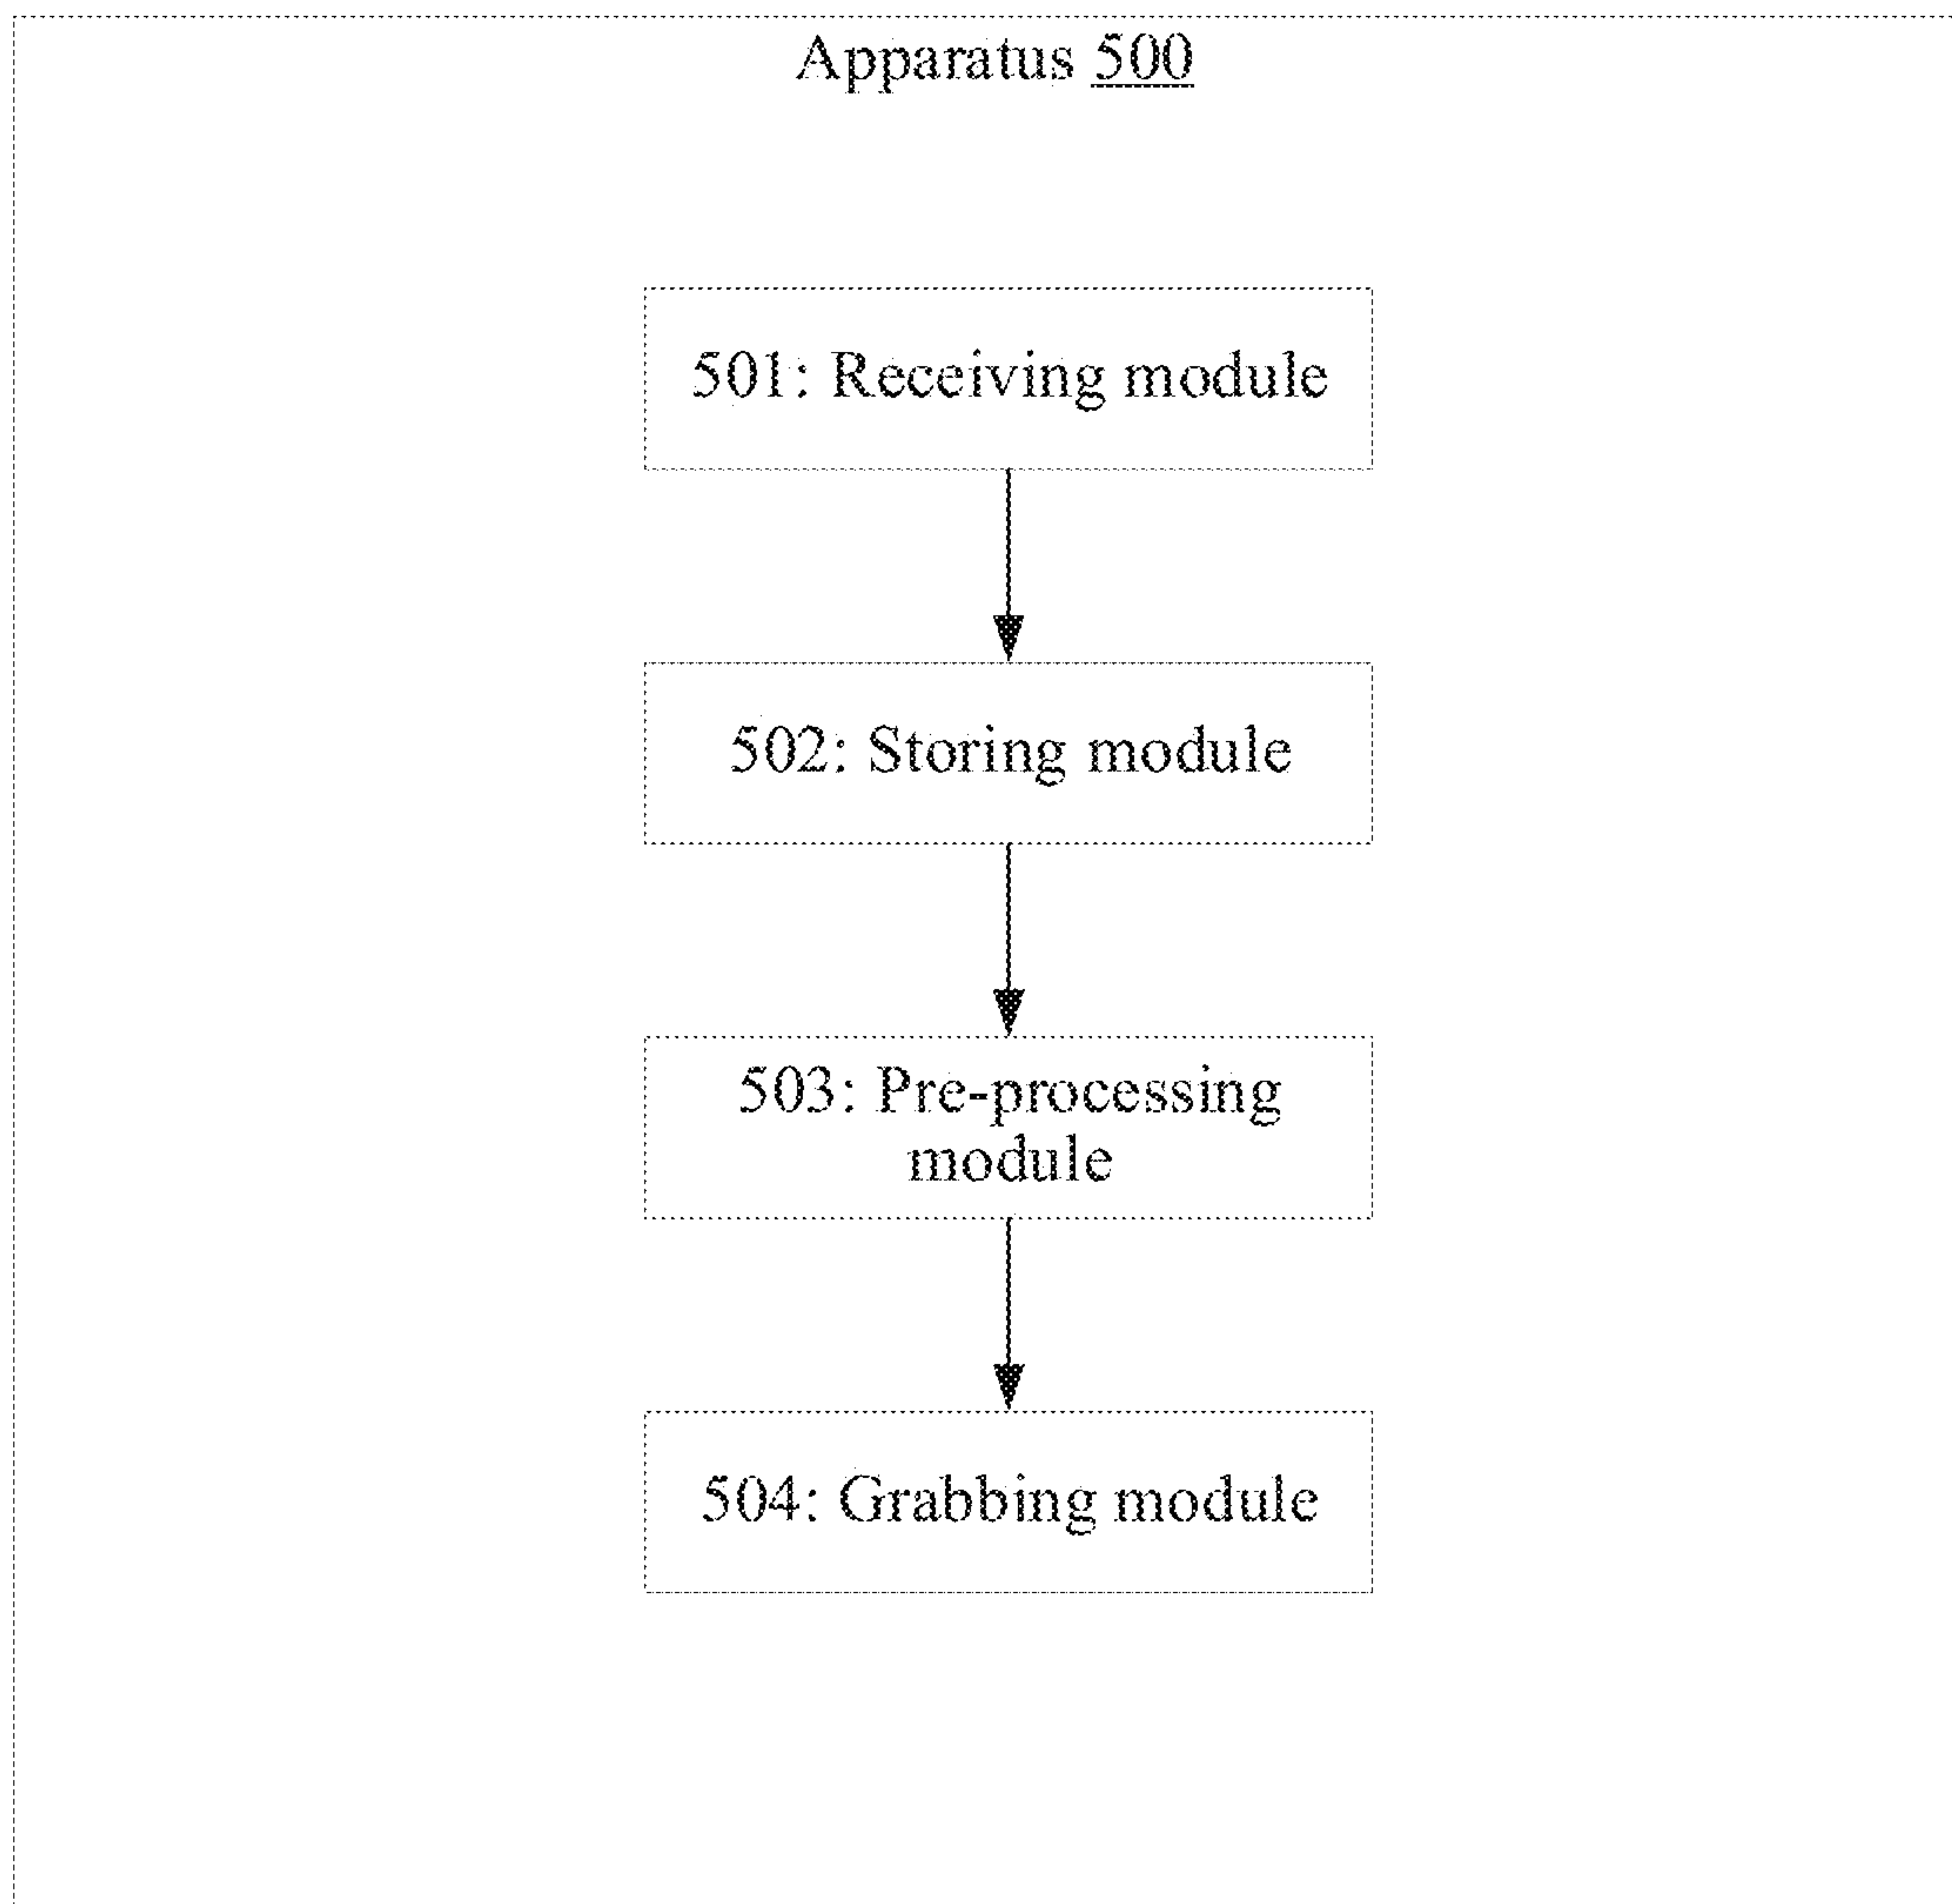 Apparatus 500
501: Receiving module
502: Storing module
503: Pre-processing
module
504: Grabbing module